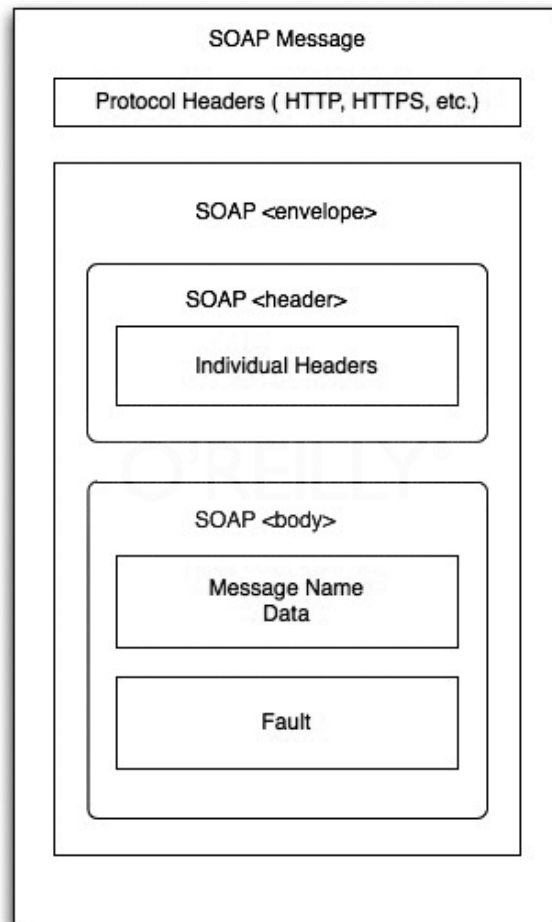 SOAP Message
Protocol Headers ( HTTP, HTTPS, etc.)
SOAP <envelope>
SOAP <header>
Individual Headers
O'REILLY®
SOAP <body>
Message Name
Data
Fault